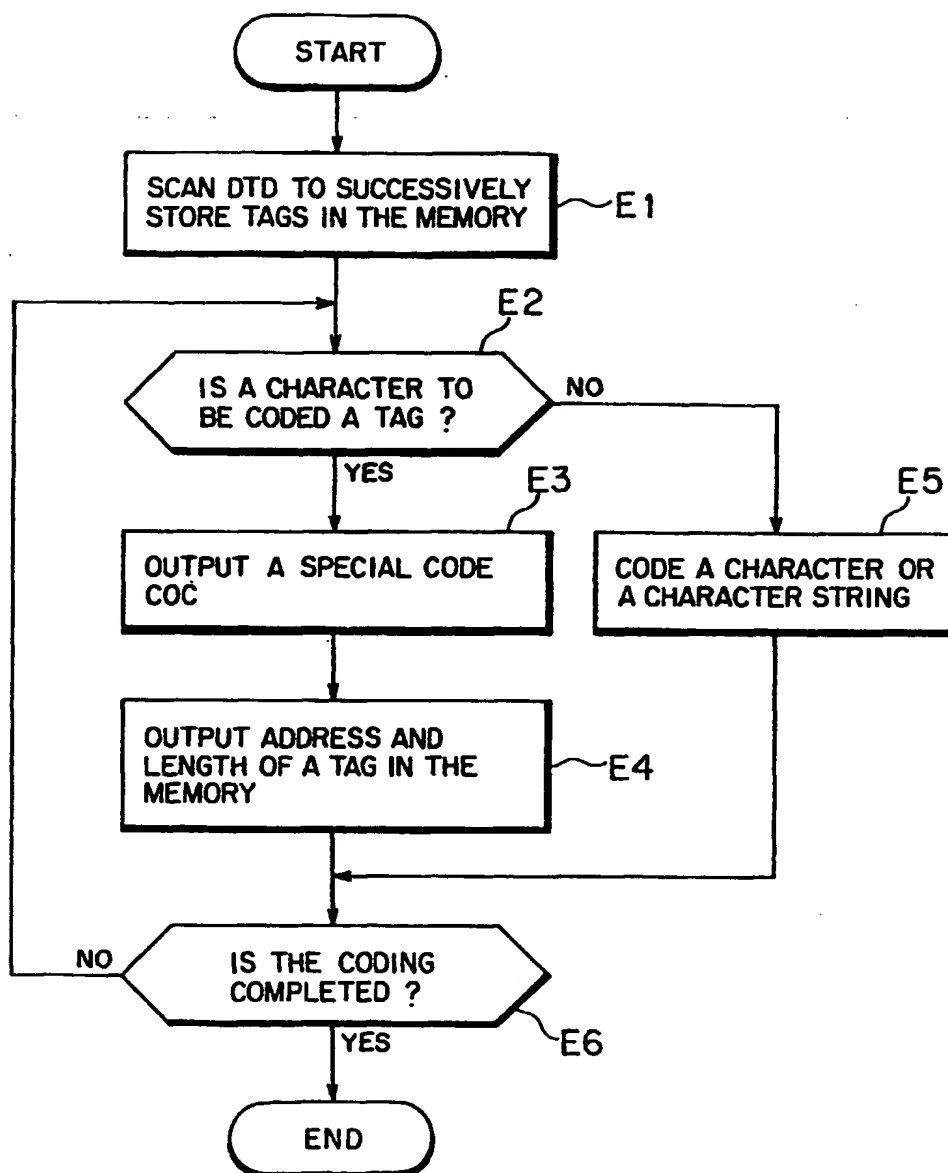 START
SCAN DTD TO SUCCESSIVELY
STORE TAGS IN THE MEMORY
E1
E2
IS A CHARACTER TO
BE CODED A TAG ?
NO
YES
E3
OUTPUT A SPECIAL CODE
COC
E5
CODE A CHARACTER OR
A CHARACTER STRING
OUTPUT ADDRESS AND
LENGTH OF A TAG IN THE
MEMORY
E4
NO
IS THE CODING
COMPLETED ?
E6
YES
END